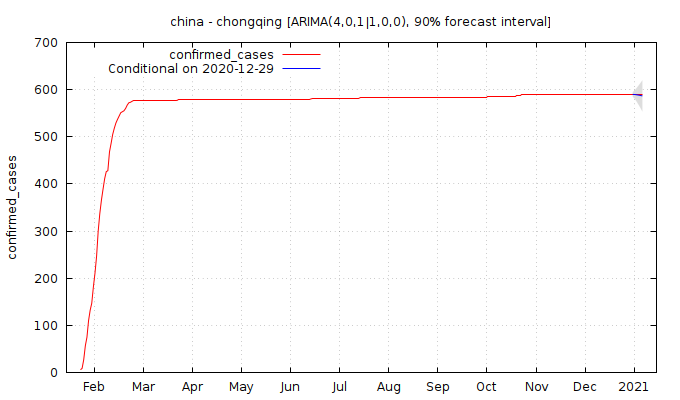 china - chongqing [ARIMA(4,0,1|1,0,0), 90% forecast interval]
confirmed_cases
Conditional on 2020-12-29
700
600
500
400
300
200
100
0
confirmed_cases
Feb Mar Apr May Jun Jul Aug Sep Oct Nov Dec 2021